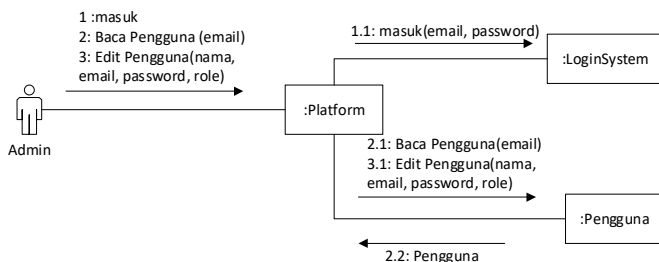 1 :masuk
2: Baca Pengguna (email)
3: Edit Pengguna(nama,
email, password, role)
1.1: masuk(email, password)
:LoginSystem
:Platform
Admin
2.1: Baca Pengguna(email)
3.1: Edit Pengguna(nama,
email, password, role)
:Pengguna
2.2: Pengguna